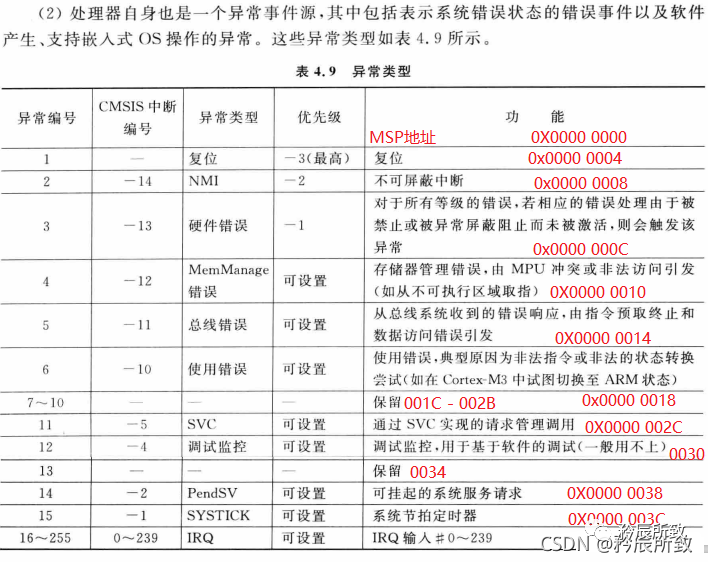 (2) 处理器自身也是一个异常事件源,其中包括表示系统错误状态的错误事件以及软件
产生、支持嵌入式 OS 操作的异常。这些异常类型如表 4.9 所示。
表 4.9 异常类型
异常编号 CMSIS 中断编号 异常类型 优先级 功 能
MSP地址 0X0000 0000
1 — 复位 —3(最高) 复位 0x0000 0004
2 —14 NMI —2 不可屏蔽中断 0x0000 0008
3 —13 硬件错误 —1 对于所有等级的错误,若相应的错误处理由于被
禁止或被异常屏蔽阻止而未被激活,则会触发该
异常 0x0000 000C
4 —12 MemManage 错误 可设置 存储器管理错误,由 MPU 冲突或非法访问引发
(如从不可执行区域取指) 0X0000 0010
5 —11 总线错误 可设置 从总线系统收到的错误响应,由指令预取终止和
数据访问错误引发 0X0000 0014
6 —10 使用错误 可设置 使用错误,典型原因为非法指令或非法的状态转换
尝试(如在 Cortex-M3 中试图切换至 ARM 状态)
7～10 — — — 保留 001C - 002B 0x0000 0018
11 —5 SVC 可设置 通过 SVC 实现的请求管理调用 0X0000 002C
12 —4 调试监控 可设置 调试监控,用于基于软件的调试(一般用不上) 0030
13 — — — 保留 0034
14 —2 PendSV 可设置 可挂起的系统服务请求 0X0000 0038
15 —1 SYSTICK 可设置 系统节拍定时器 0X0000 003C
16～255 0～239 IRQ 可设置 IRQ 输入#0～239
矜辰所致
CSDN @矜辰所致